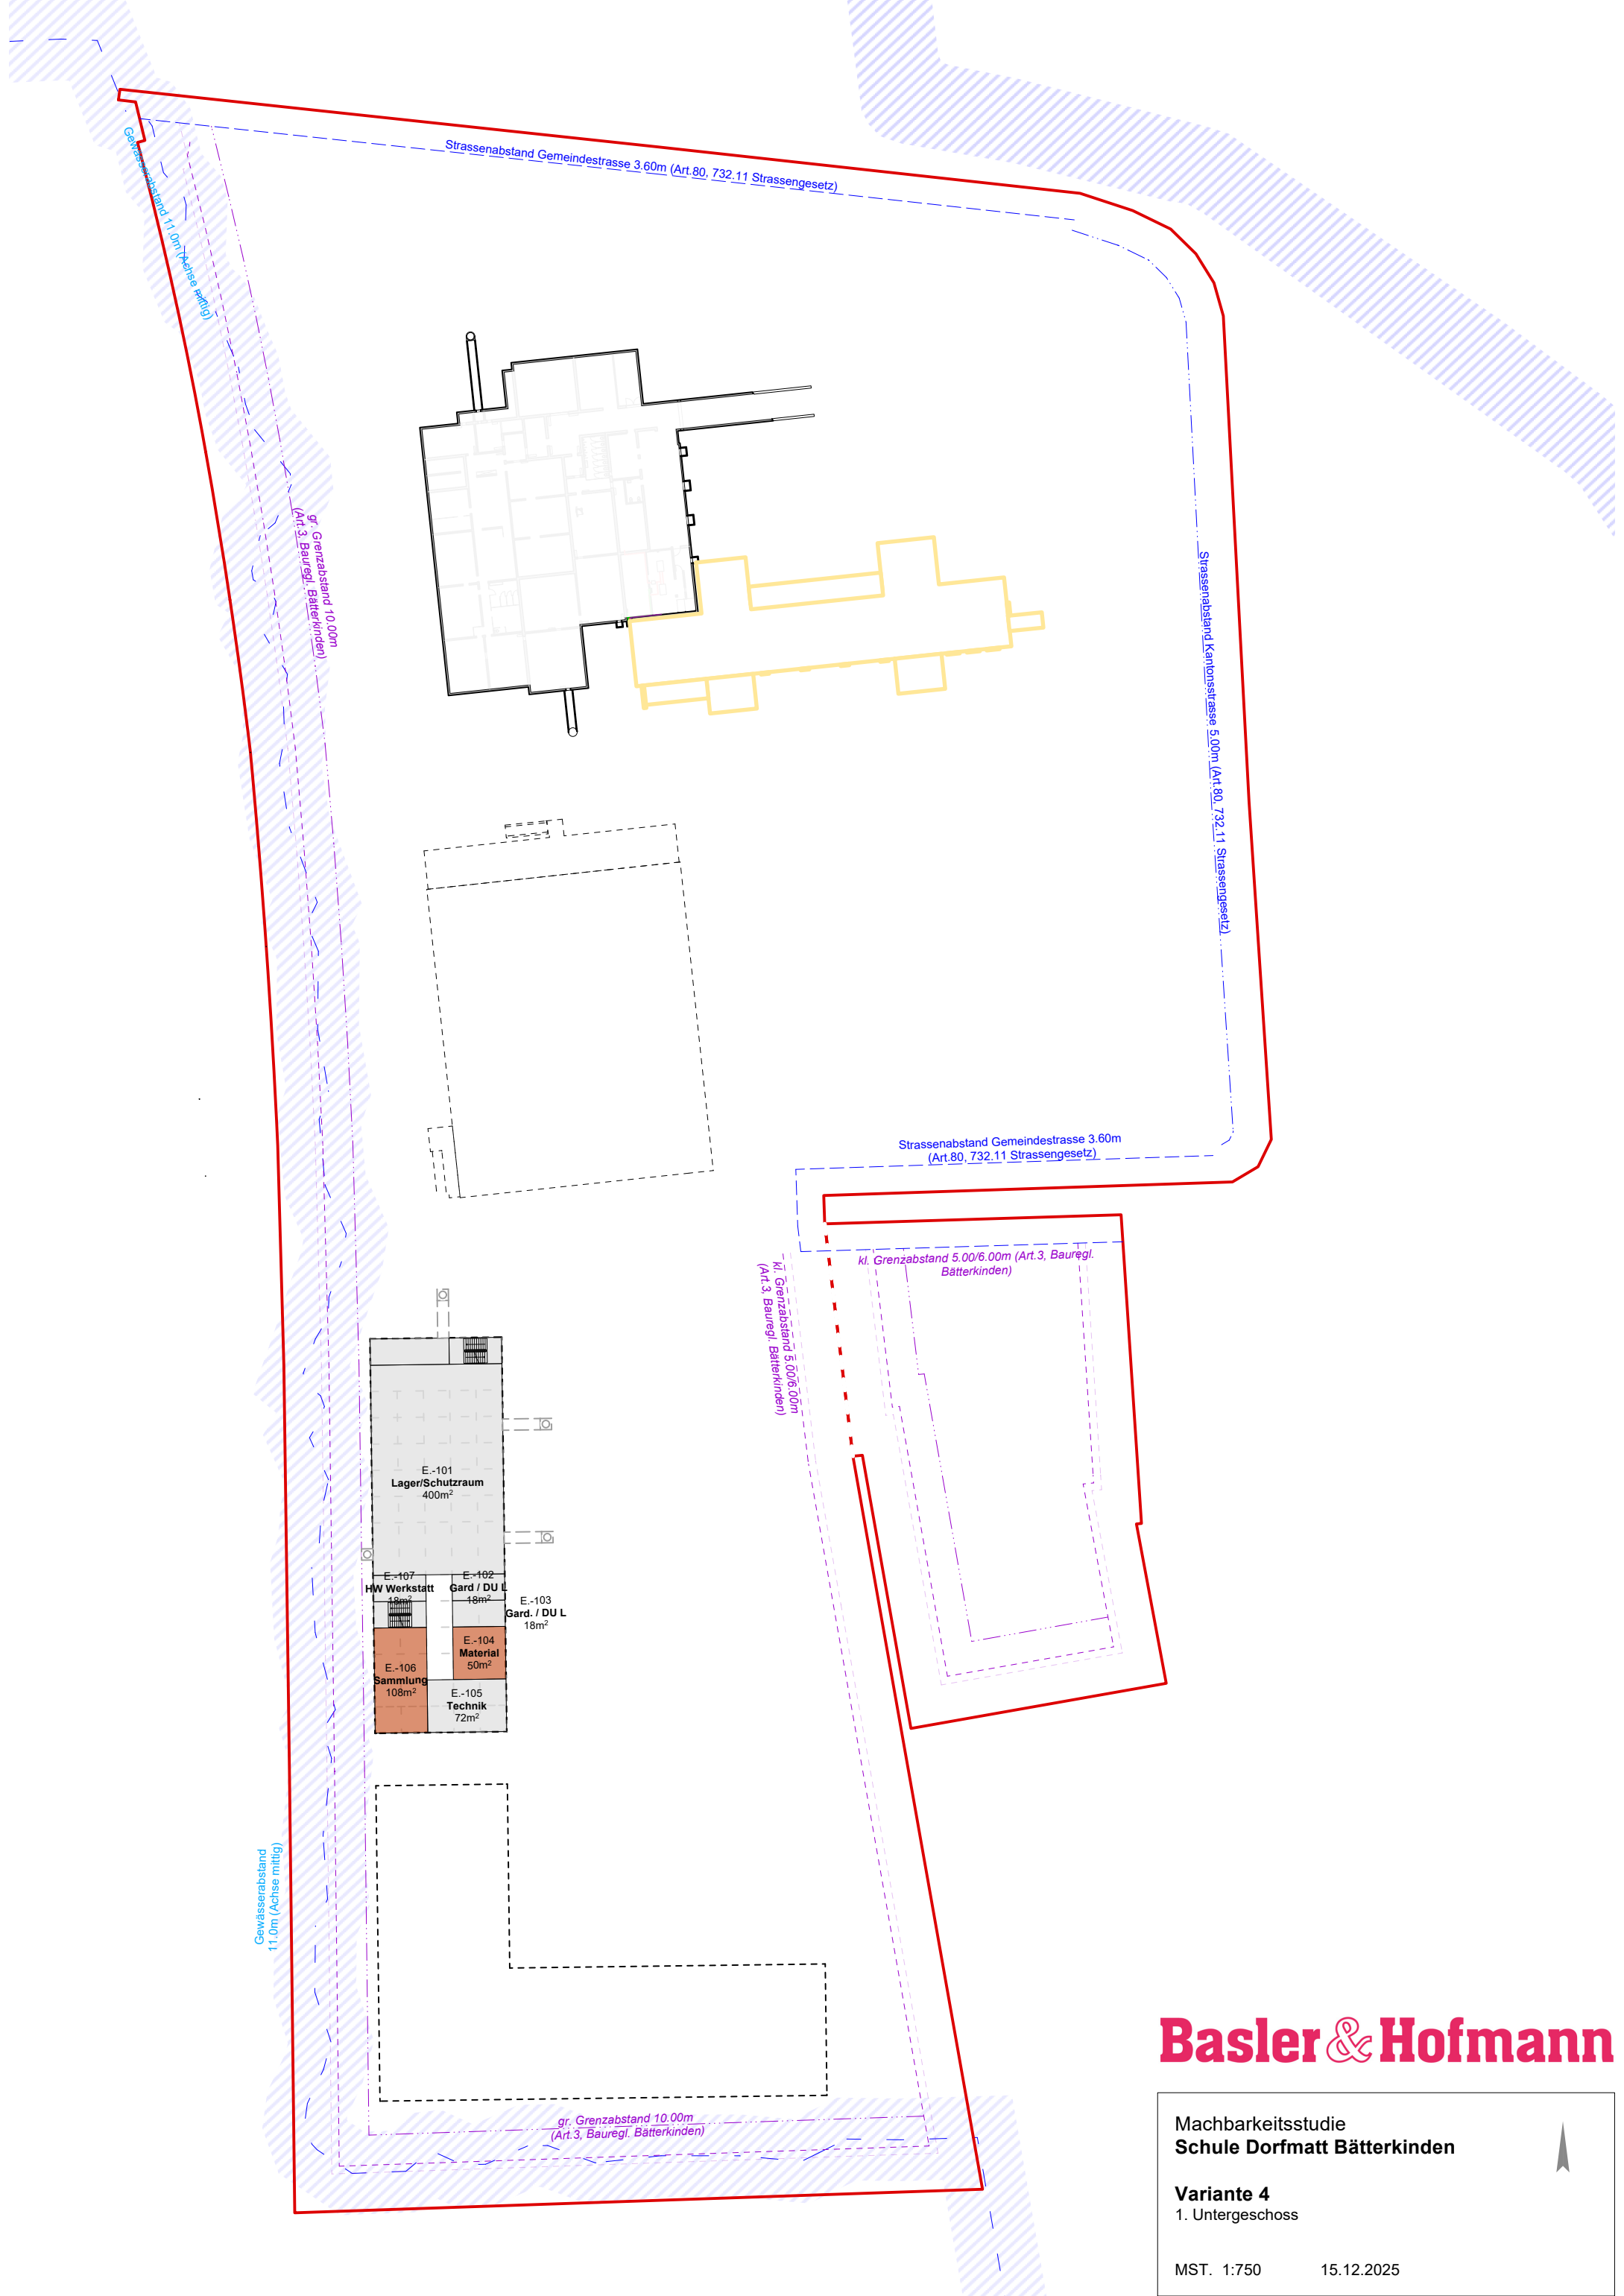 Gewässerabstand 11.0m (Achse mittig)
Strassenabstand Gemeindestrasse 3.60m (Art.80, 732.11 Strassengesetz)
gr. Grenzabstand 10.00m
(Art.3, Bauregl. Bätterkinden)
Strassenabstand Kantonsstrasse 5.00m (Art.80, 732.11 Strassengesetz)
Strassenabstand Gemeindestrasse 3.60m
(Art.80, 732.11 Strassengesetz)
kl. Grenzabstand 5.00/6.00m (Art.3, Bauregl.
Bätterkinden)
kl. Grenzabstand 5.00/6.00m
(Art.3, Bauregl. Bätterkinden)
E.-101
Lager/Schutzraum
400m²
E.-107
HW Werkstatt
18m²
E.-102
Gard / DU L
18m²
E.-103
Gard. / DU L
18m²
E.-104
Material
50m²
E.-106
Sammlung
108m²
E.-105
Technik
72m²
Gewässerabstand
11.0m (Achse mittig)
gr. Grenzabstand 10.00m
(Art.3, Bauregl. Bätterkinden)
Basler & Hofmann
Machbarkeitsstudie
Schule Dorfmatt Bätterkinden
Variante 4
1. Untergeschoss
MST. 1:750 15.12.2025